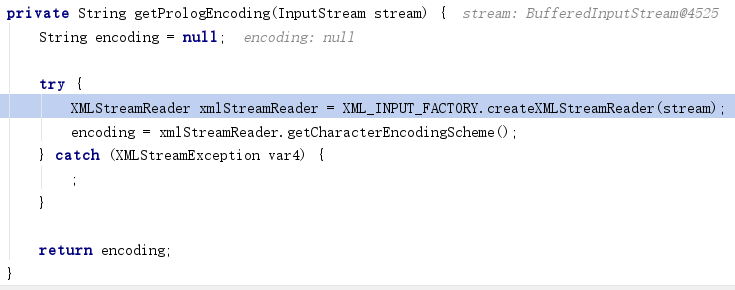 private String getPrologEncoding(InputStream stream) {  stream: BufferedInputStream@4525
    String encoding = null;  encoding: null
    try {
        XMLStreamReader xmlStreamReader = XML_INPUT_FACTORY.createXMLStreamReader(stream);
        encoding = xmlStreamReader.getCharacterEncodingScheme();
    } catch (XMLStreamException var4) {
        ;
    }
    return encoding;
}